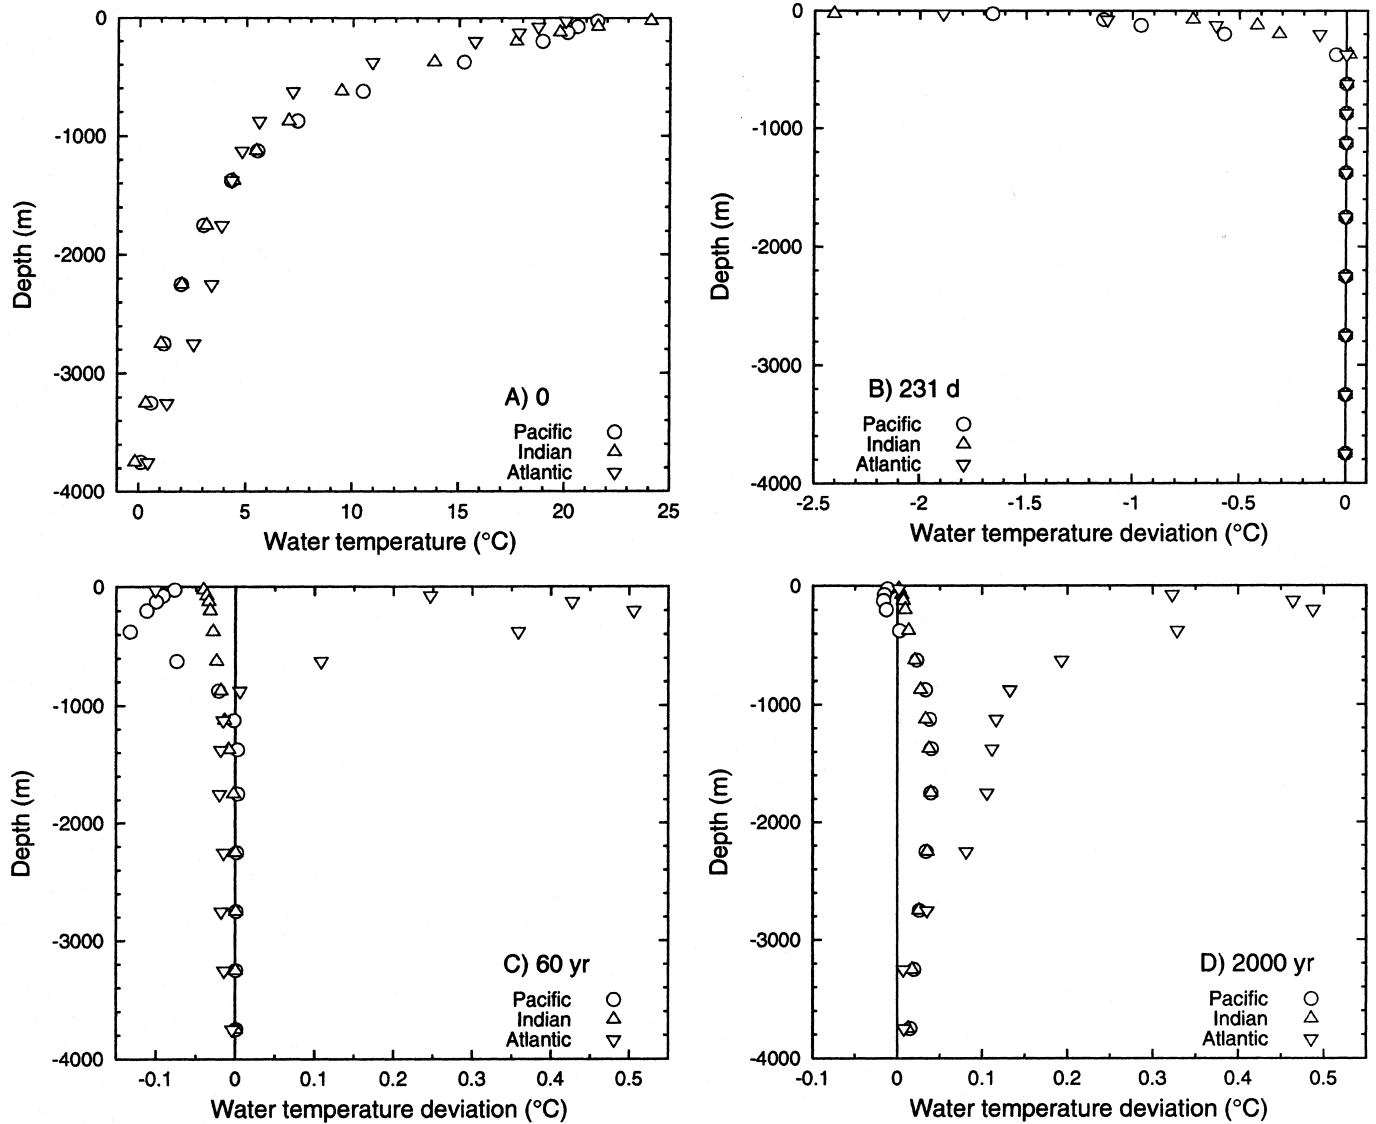 0
-1000
-2000
-3000
-4000
Depth (m)
0 5 10 15 20 25
Water temperature (°C)
A) 0
Pacific
Indian
Atlantic
0
-1000
-2000
-3000
-4000
Depth (m)
-2.5 -2 -1.5 -1 -0.5 0
Water temperature deviation (°C)
B) 231 d
Pacific
Indian
Atlantic
0
-1000
-2000
-3000
-4000
Depth (m)
-0.1 0 0.1 0.2 0.3 0.4 0.5
Water temperature deviation (°C)
C) 60 yr
Pacific
Indian
Atlantic
0
-1000
-2000
-3000
-4000
Depth (m)
-0.1 0 0.1 0.2 0.3 0.4 0.5
Water temperature deviation (°C)
D) 2000 yr
Pacific
Indian
Atlantic